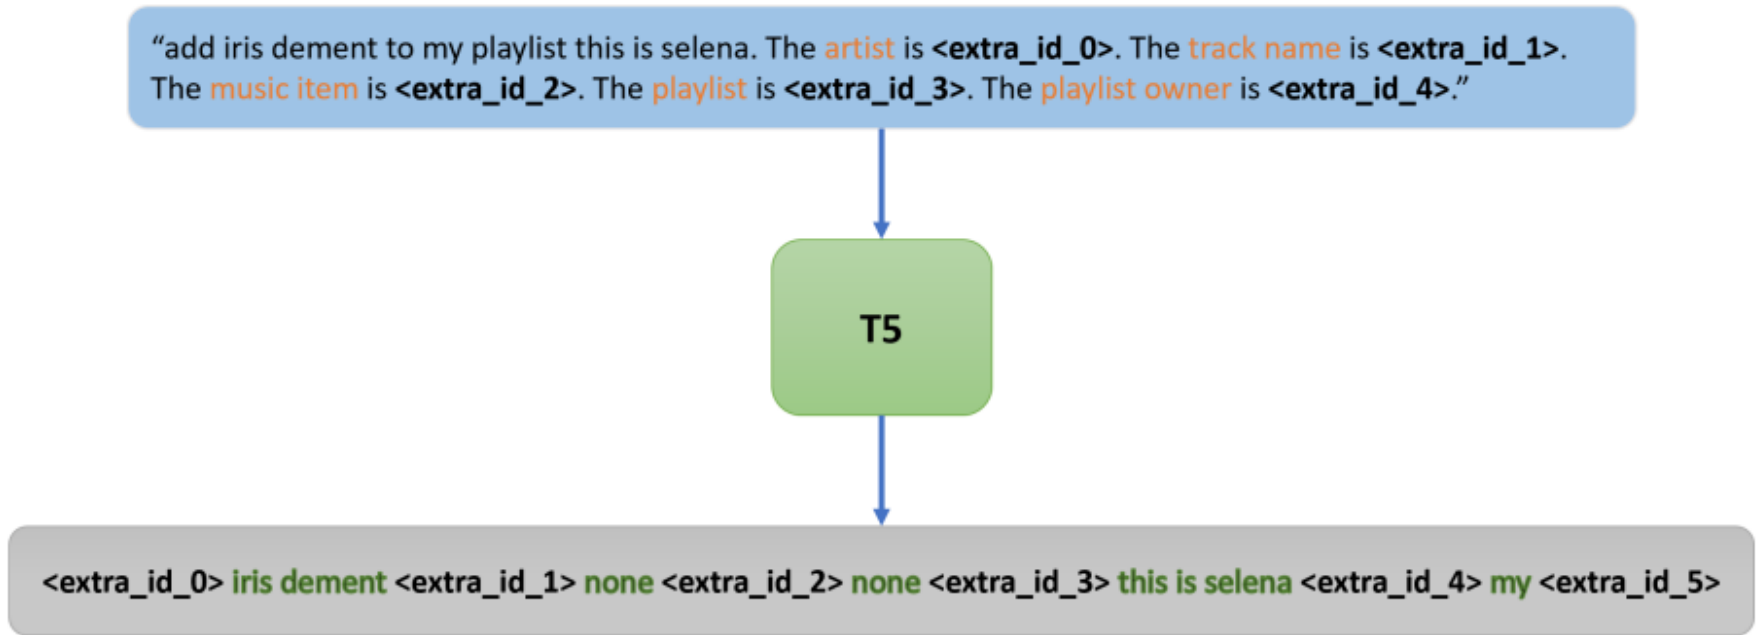 “add iris dement to my playlist this is selena. The artist is <extra_id_0>. The track name is <extra_id_1>.
The music item is <extra_id_2>. The playlist is <extra_id_3>. The playlist owner is <extra_id_4>.”
T5
<extra_id_0> iris dement <extra_id_1> none <extra_id_2> none <extra_id_3> this is selena <extra_id_4> my <extra_id_5>